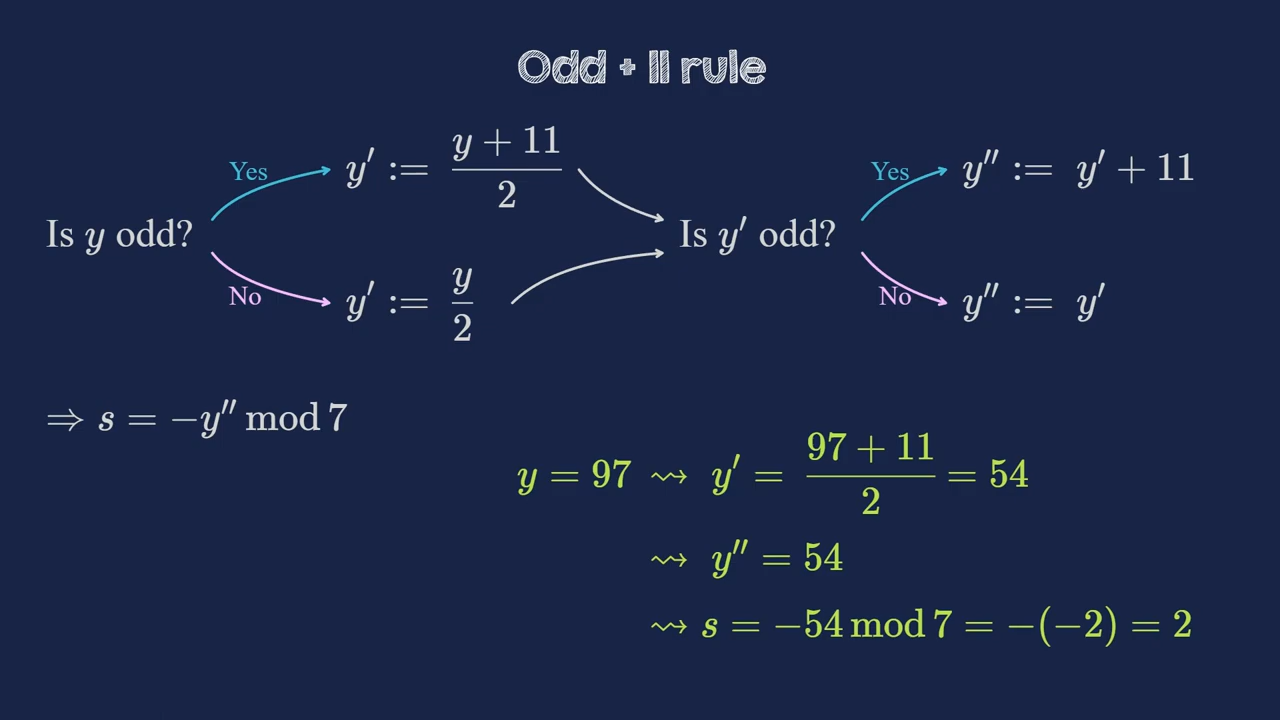 Odd + 11 rule
Yes y′ := (y + 11)/2 Yes y″ := y′ + 11
Is y odd? Is y′ odd?
No y′ := y/2 No y″ := y′
⇒ s = −y″ mod 7
y = 97 ⇝ y′ = (97 + 11)/2 = 54
⇝ y″ = 54
⇝ s = −54 mod 7 = −(−2) = 2